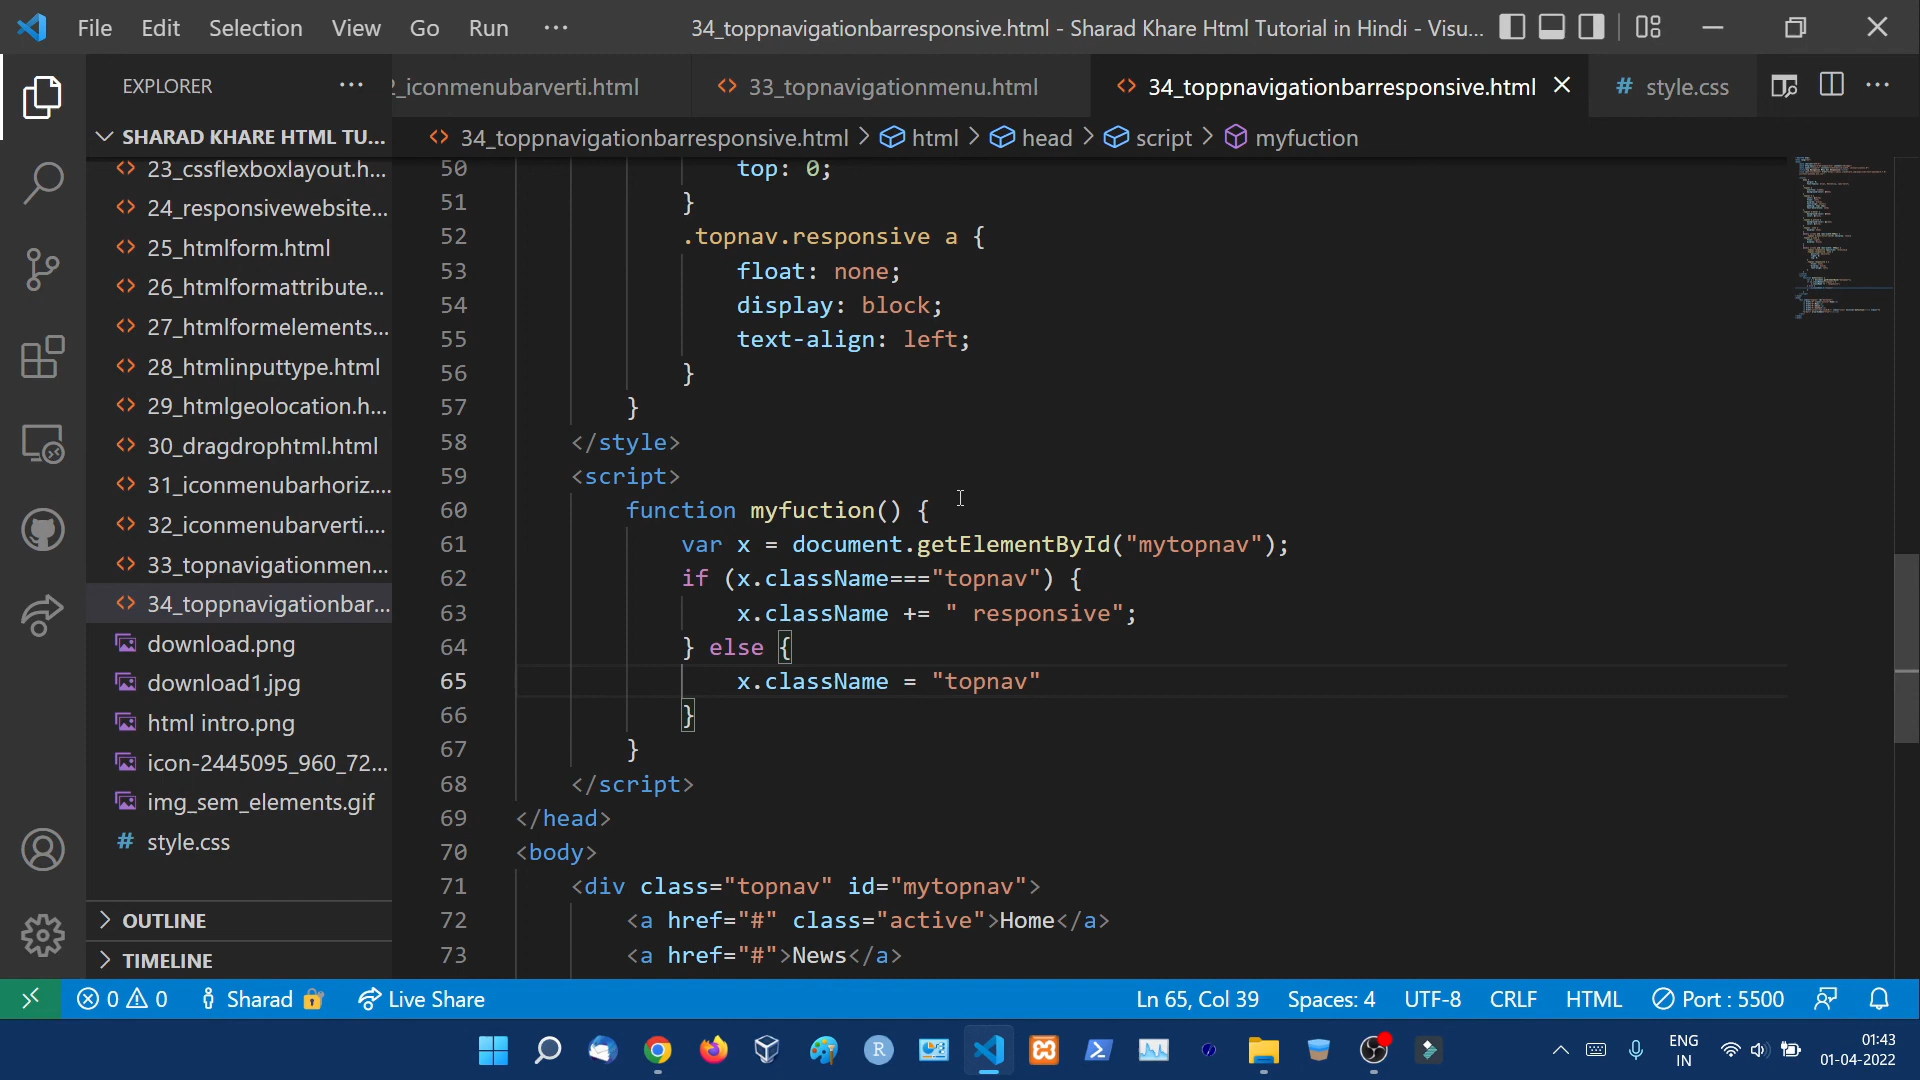 File Edit Selection View Go Run ··· 34_toppnavigationbarresponsive.html - Sharad Khare Html Tutorial in Hindi - Visu...
EXPLORER ··· 2_iconmenubarverti.html 33_topnavigationmenu.html 34_toppnavigationbarresponsive.html style.css
SHARAD KHARE HTML TU... 34_toppnavigationbarresponsive.html > html > head > script > myfuction
23_cssflexboxlayout.h...
24_responsivewebsite...
25_htmlform.html
26_htmlformattribute...
27_htmlformelements...
28_htmlinputtype.html
29_htmlgeolocation.h...
30_dragdrophtml.html
31_iconmenubarhoriz....
32_iconmenubarverti....
33_topnavigationmen...
34_toppnavigationbar...
download.png
download1.jpg
html intro.png
icon-2445095_960_72...
img_sem_elements.gif
style.css
OUTLINE
TIMELINE
50 top: 0;
51 }
52 .topnav.responsive a {
53 float: none;
54 display: block;
55 text-align: left;
56 }
57 }
58 </style>
59 <script>
60 function myfuction() {
61 var x = document.getElementById("mytopnav");
62 if (x.className==="topnav") {
63 x.className += " responsive";
64 } else {
65 x.className = "topnav"
66 }
67 }
68 </script>
69 </head>
70 <body>
71 <div class="topnav" id="mytopnav">
72 <a href="#" class="active">Home</a>
73 <a href="#">News</a>
0 0 Sharad Live Share Ln 65, Col 39 Spaces: 4 UTF-8 CRLF HTML Port : 5500
R ENG 01:43
IN 01-04-2022